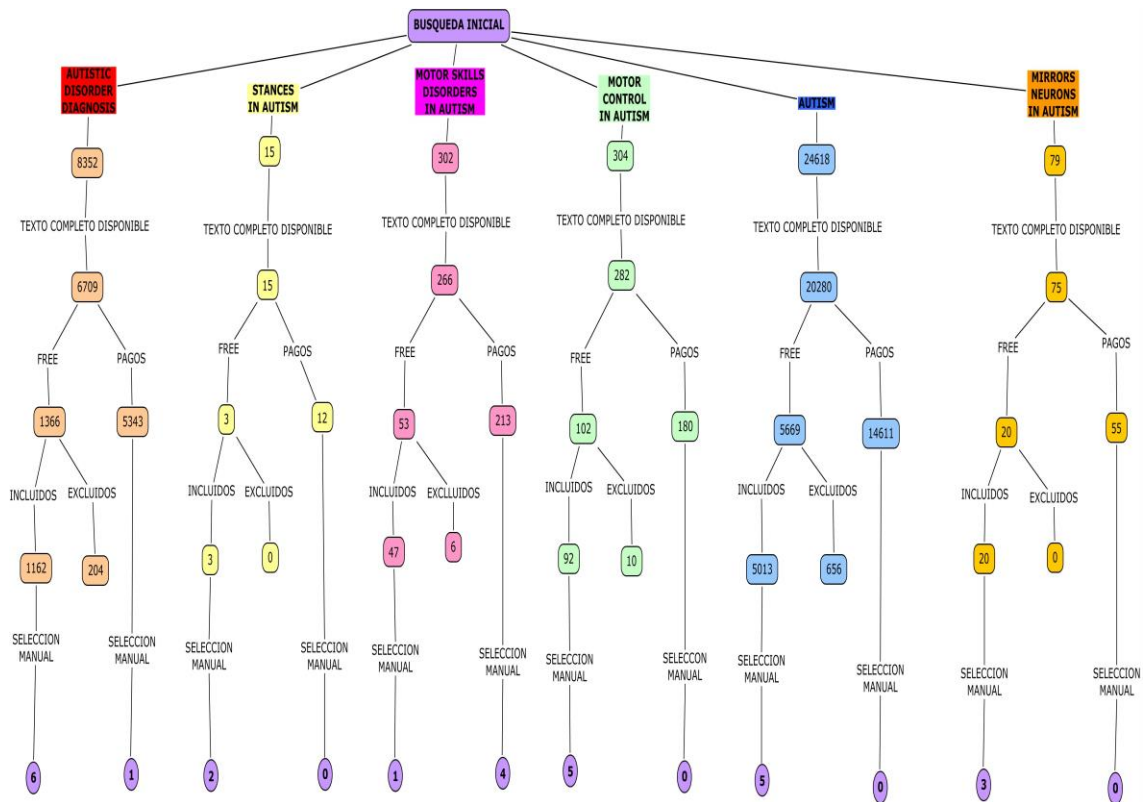 BUSQUEDA INICIAL
AUTISTIC
DISORDER
DIAGNOSIS
STANCES
IN AUTISM
MOTOR SKILLS
DISORDERS
IN AUTISM
MOTOR
CONTROL
IN AUTISM
AUTISM
MIRRORS
NEURONS
IN AUTISM
8352
15
302
304
24618
79
TEXTO COMPLETO DISPONIBLE
TEXTO COMPLETO DISPONIBLE
TEXTO COMPLETO DISPONIBLE
TEXTO COMPLETO DISPONIBLE
TEXTO COMPLETO DISPONIBLE
TEXTO COMPLETO DISPONIBLE
6709
15
266
282
20280
75
FREE
PAGOS
FREE
PAGOS
FREE
PAGOS
FREE
PAGOS
FREE
PAGOS
FREE
PAGOS
1366
5343
3
12
53
213
102
180
5669
14611
20
55
INCLUIDOS
EXCLUIDOS
INCLUIDOS
EXCLUIDOS
INCLUIDOS
EXCLLUIDOS
INCLUIDOS
EXCLUIDOS
INCLUIDOS
EXCLUIDOS
INCLUIDOS
EXCLUIDOS
1162
204
3
0
47
6
92
10
5013
656
20
0
SELECCION
MANUAL
SELECCION
MANUAL
SELECCION
MANUAL
SELECCION
MANUAL
SELECCION
MANUAL
SELECCION
MANUAL
SELECCION
MANUAL
SELECCON
MANUAL
SELECCION
MANUAL
SELECCION
MANUAL
SELECCION
MANUAL
SELECCION
MANUAL
6
1
2
0
1
4
5
0
5
0
3
0